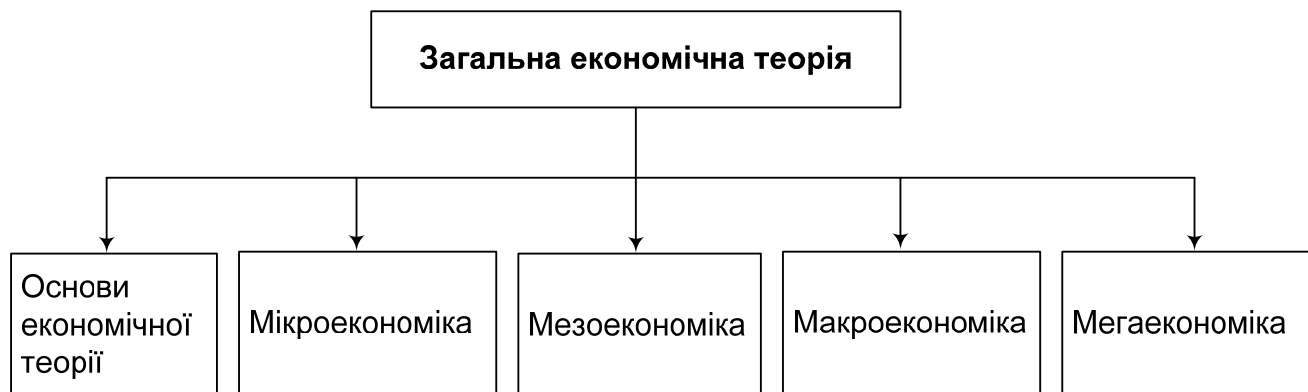 Загальна економічна теорія
Основи
економічної
теорії
Мікроекономіка
Мезоекономіка
Макроекономіка
Мегаекономіка